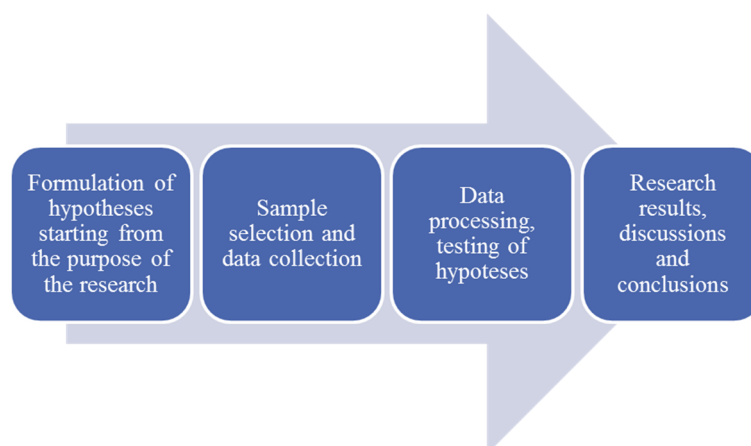 Formulation of
hypotheses
starting from
the purpose of
the research
Sample
selection and
data collection
Data
processing,
testing of
hypoteses
Research
results,
discussions
and
conclusions